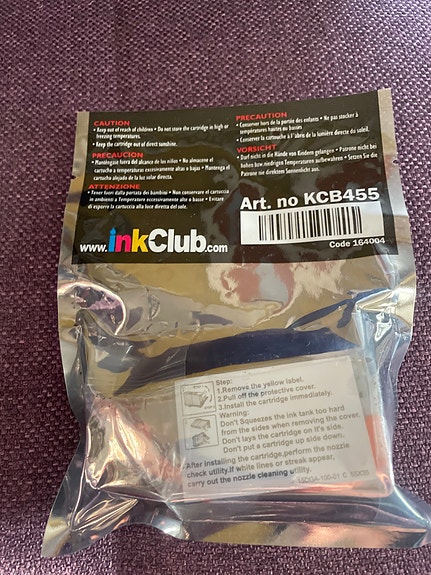 CAUTION
• Keep out of reach of children • Do not store the cartridge in high or
freezing temperatures.
• Keep the cartridge out of direct sunshine.
PRECAUCION
• Manténgase fuera del alcance de los niños • No almacene el
cartucho a temperaturas excesivamente altas o bajas • Mantenga el
cartucho alejado de la luz solar directa.
ATTENZIONE
• Tener fuori dalla portata dei bambini • Non conservare el cartuccia
in ambienti a Temperature eccessivamente alte o basse • Evitare
di esporre la cartuccia alla luce diretta del sole.
PRECAUTION
• Conserver hors de la portée des enfants • Ne pas stocker à
températures hautes ou basses
• Conserver la cartouche à l'abris de la lumière directe du soleil.
VORSICHT
• Darf nicht in die Hände von Kindern gelangen • Patrone nicht bei
hohen bzw.niedrigen Temperaturen aufbewahren • Setzen Sie die
Patrone nie direktem Sonnenlicht aus.
Art. no KCB455
Code 164004
www.inkClub.com
Step:
1.Remove the yellow label.
2.Pull off the protective cover.
3.Install the cartridge immediately.
Warning:
Don't Squeezes the ink tank too hard
from the sides when removing the cover.
Don't lays the cartridge on it's side.
Don't put a cartridge up side down.
After installing the cartridge,perform the nozzle
check utility.If white lines or streak appear,
carry out the nozzle cleaning utility.